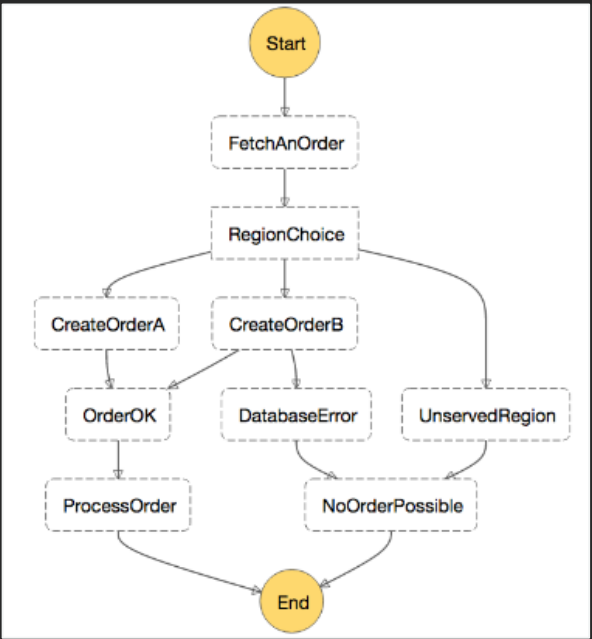 Start
FetchAnOrder
RegionChoice
CreateOrderA
CreateOrderB
OrderOK
DatabaseError
UnservedRegion
ProcessOrder
NoOrderPossible
End